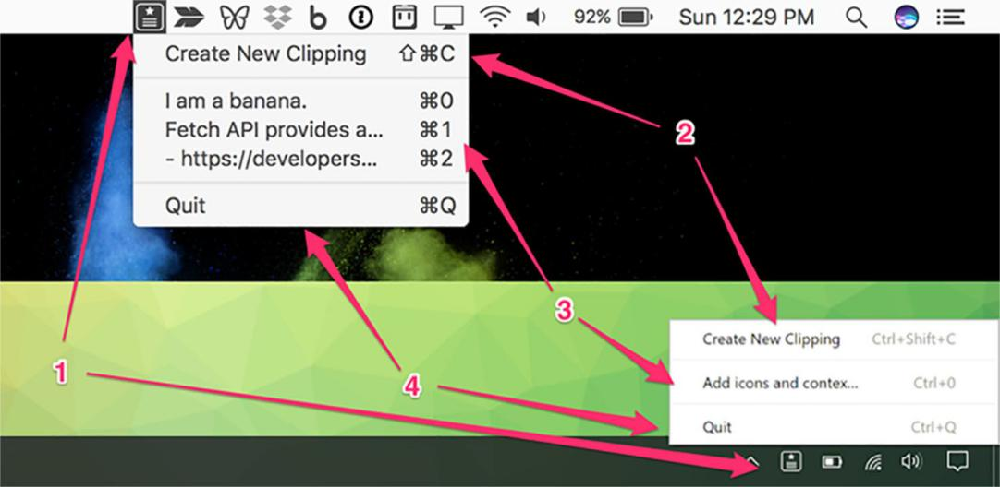 92% Sun 12:29 PM
Create New Clipping ⇧⌘C
I am a banana. ⌘0
Fetch API provides a... ⌘1
- https://developers... ⌘2
Quit ⌘Q
1
2
3
4
Create New Clipping Ctrl+Shift+C
Add icons and contex... Ctrl+0
Quit Ctrl+Q